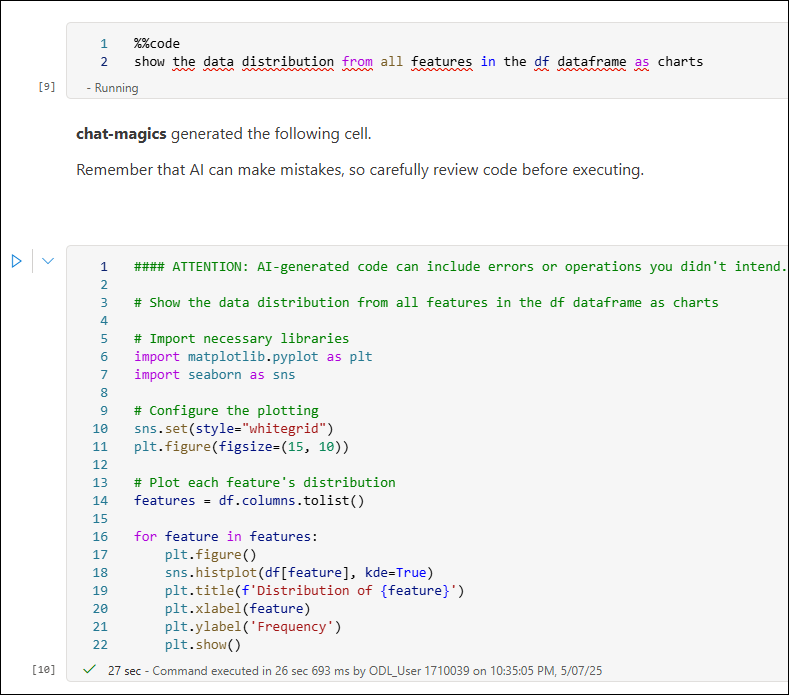 1 %%code
2 show the data distribution from all features in the df dataframe as charts
[9] - Running
chat-magics generated the following cell.
Remember that AI can make mistakes, so carefully review code before executing.
1 #### ATTENTION: AI-generated code can include errors or operations you didn't intend.
2
3 # Show the data distribution from all features in the df dataframe as charts
4
5 # Import necessary libraries
6 import matplotlib.pyplot as plt
7 import seaborn as sns
8
9 # Configure the plotting
10 sns.set(style="whitegrid")
11 plt.figure(figsize=(15, 10))
12
13 # Plot each feature's distribution
14 features = df.columns.tolist()
15
16 for feature in features:
17     plt.figure()
18     sns.histplot(df[feature], kde=True)
19     plt.title(f'Distribution of {feature}')
20     plt.xlabel(feature)
21     plt.ylabel('Frequency')
22     plt.show()
[10] 27 sec - Command executed in 26 sec 693 ms by ODL_User 1710039 on 10:35:05 PM, 5/07/25